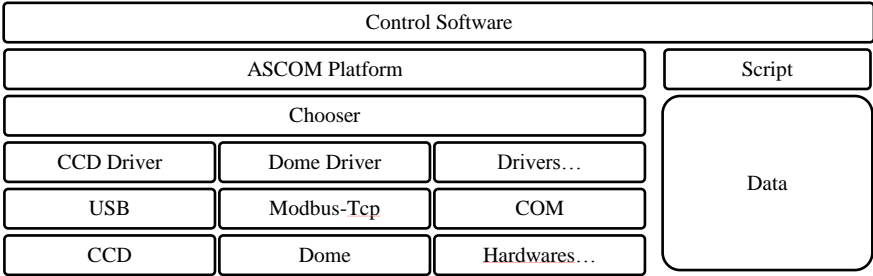 Control Software
ASCOM Platform
Script
Chooser
CCD Driver
Dome Driver
Drivers…
Data
USB
Modbus-Tcp
COM
CCD
Dome
Hardwares…